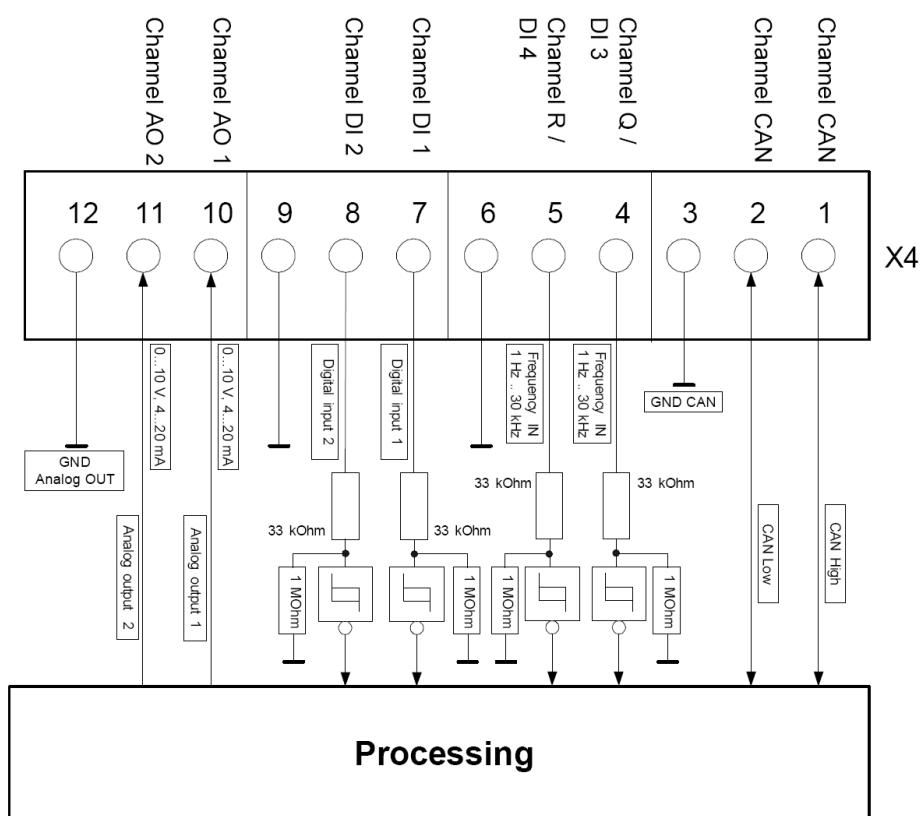 Channel AO 2
Channel AO 1
Channel DI 2
Channel DI 1
Channel R /
DI 4
Channel Q /
DI 3
Channel CAN
Channel CAN
12
11
10
9
8
7
6
5
4
3
2
1
X4
0...10 V, 4...20 mA
0...10 V, 4...20 mA
Digital input 2
Digital input 1
Frequency IN
1 Hz .. 30 kHz
Frequency IN
1 Hz .. 30 kHz
GND CAN
GND
Analog OUT
33 kOhm
33 kOhm
33 kOhm
33 kOhm
Analog output 2
Analog output 1
1 MOhm
1 MOhm
1 MOhm
1 MOhm
CAN Low
CAN High
Processing